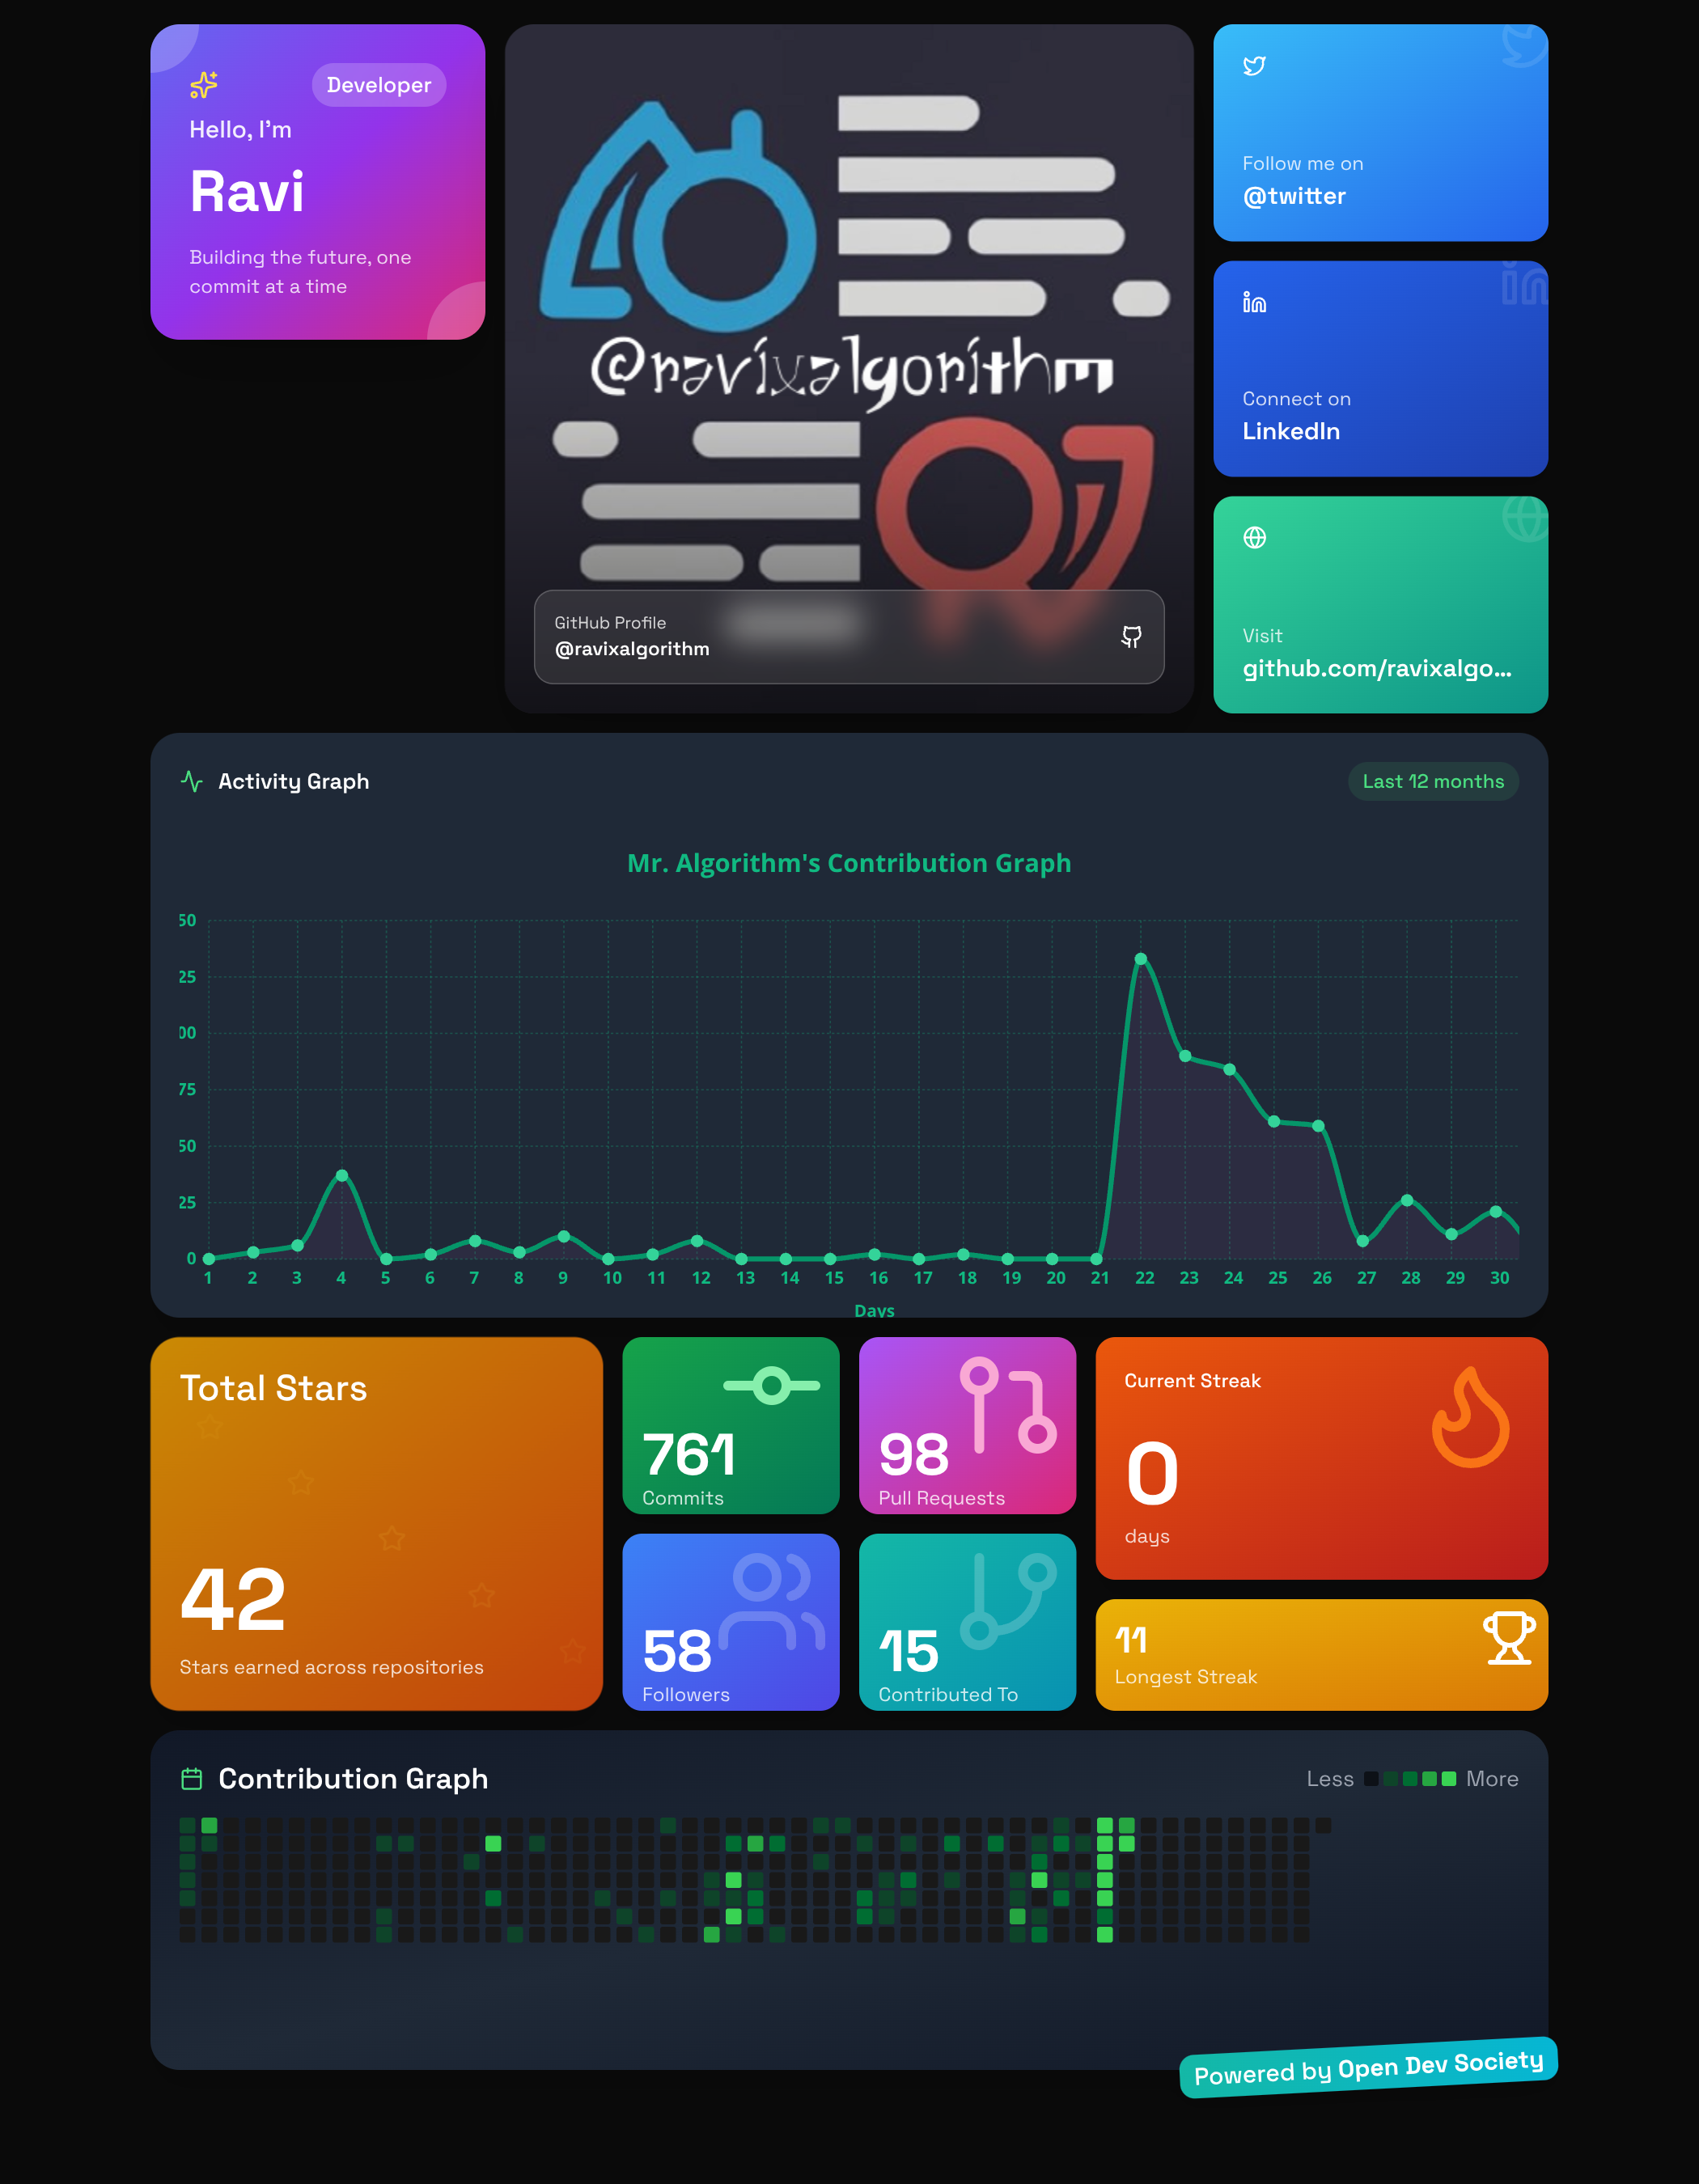 Developer
Hello, I'm
Ravi
Building the future, one
commit at a time
@ravixalgorithm
GitHub Profile
@ravixalgorithm
Follow me on
@twitter
Connect on
LinkedIn
Visit
github.com/ravixalgo...
Activity Graph
Last 12 months
Mr. Algorithm's Contribution Graph
50
25
00
75
50
25
0
1 2 3 4 5 6 7 8 9 10 11 12 13 14 15 16 17 18 19 20 21 22 23 24 25 26 27 28 29 30
Days
Total Stars
42
Stars earned across repositories
761
Commits
98
Pull Requests
58
Followers
15
Contributed To
Current Streak
0
days
11
Longest Streak
Contribution Graph
Less More
Powered by Open Dev Society